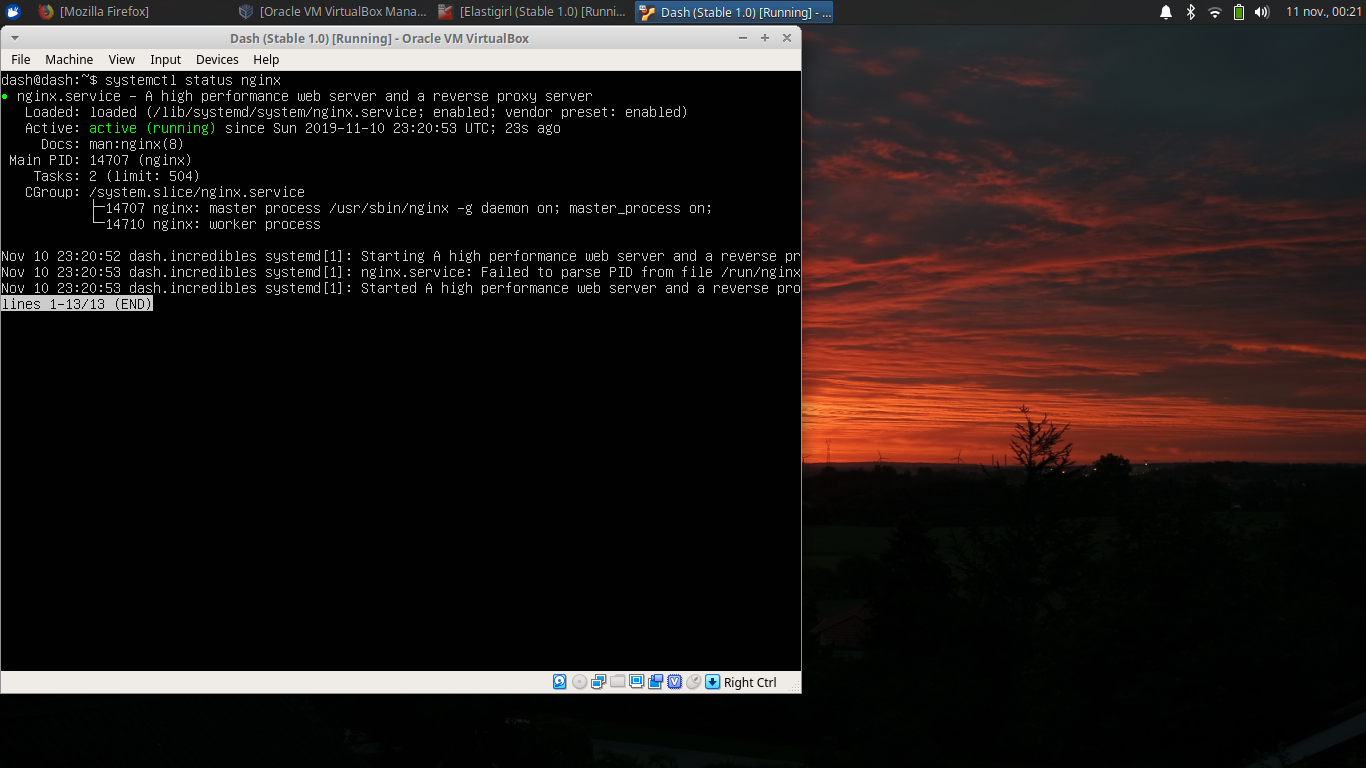 [Mozilla Firefox]
[Oracle VM VirtualBox Mana...
[Elastigirl (Stable 1.0) [Runni...
Dash (Stable 1.0) [Running] - ...
11 nov., 00:21
Dash (Stable 1.0) [Running] - Oracle VM VirtualBox
File Machine View Input Devices Help
dash@dash:~$ systemctl status nginx
● nginx.service - A high performance web server and a reverse proxy server
Loaded: loaded (/lib/systemd/system/nginx.service; enabled; vendor preset: enabled)
Active: active (running) since Sun 2019-11-10 23:20:53 UTC; 23s ago
Docs: man:nginx(8)
Main PID: 14707 (nginx)
Tasks: 2 (limit: 504)
CGroup: /system.slice/nginx.service
├─14707 nginx: master process /usr/sbin/nginx -g daemon on; master_process on;
└─14710 nginx: worker process
Nov 10 23:20:52 dash.incredibles systemd[1]: Starting A high performance web server and a reverse pr
Nov 10 23:20:53 dash.incredibles systemd[1]: nginx.service: Failed to parse PID from file /run/nginx
Nov 10 23:20:53 dash.incredibles systemd[1]: Started A high performance web server and a reverse pro
lines 1-13/13 (END)
Right Ctrl